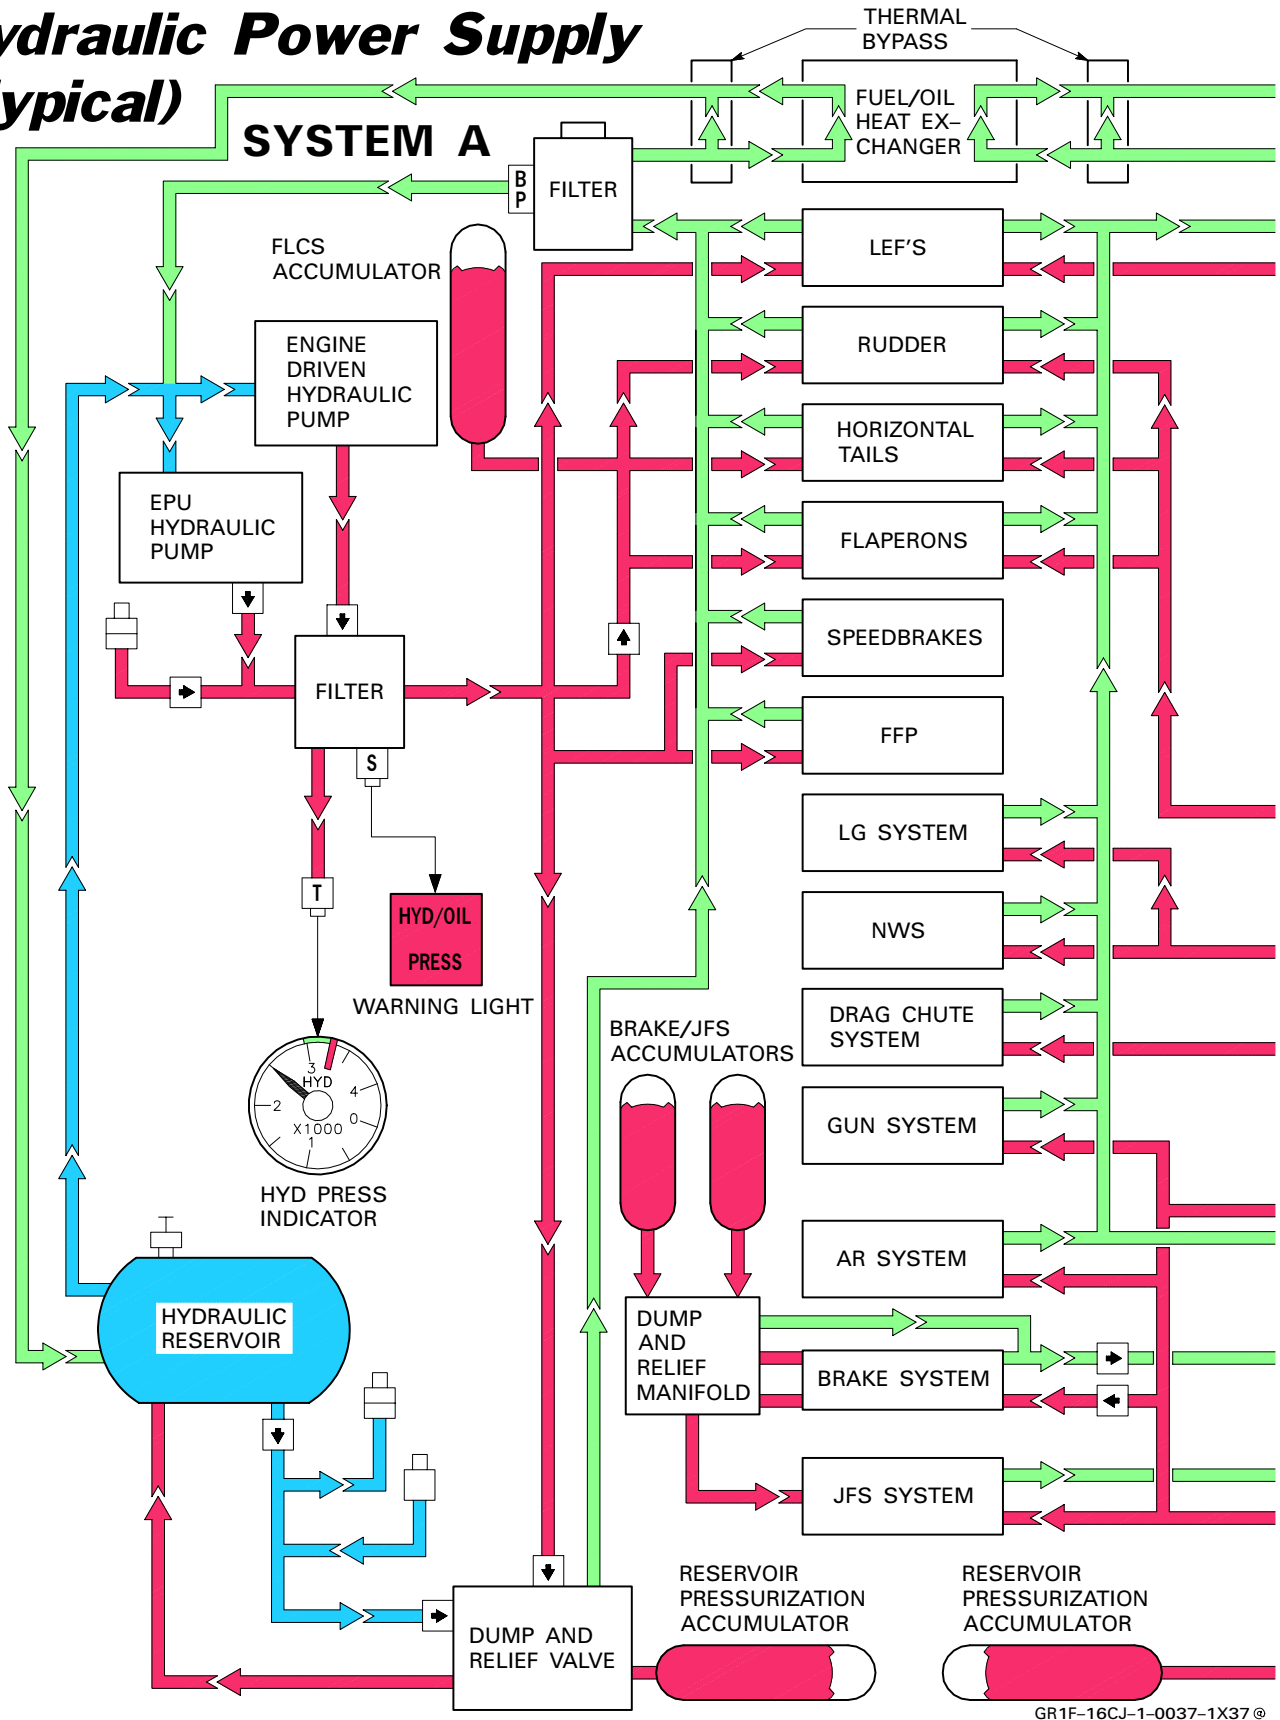 ydraulic Power Supply
ypical)
SYSTEM A
THERMAL
BYPASS
FUEL/OIL
HEAT EX–
CHANGER
B
P
FILTER
FLCS
ACCUMULATOR
LEF'S
ENGINE
DRIVEN
HYDRAULIC
PUMP
RUDDER
HORIZONTAL
TAILS
EPU
HYDRAULIC
PUMP
FLAPERONS
SPEEDBRAKES
FILTER
FFP
S
LG SYSTEM
T
HYD/OIL
PRESS
WARNING LIGHT
NWS
DRAG CHUTE
SYSTEM
BRAKE/JFS
ACCUMULATORS
3
HYD
4
2
0
X1000
1
GUN SYSTEM
HYD PRESS
INDICATOR
AR SYSTEM
HYDRAULIC
RESERVOIR
DUMP
AND
RELIEF
MANIFOLD
BRAKE SYSTEM
JFS SYSTEM
RESERVOIR
PRESSURIZATION
ACCUMULATOR
RESERVOIR
PRESSURIZATION
ACCUMULATOR
DUMP AND
RELIEF VALVE
GR1F–16CJ–1–0037–1X37@